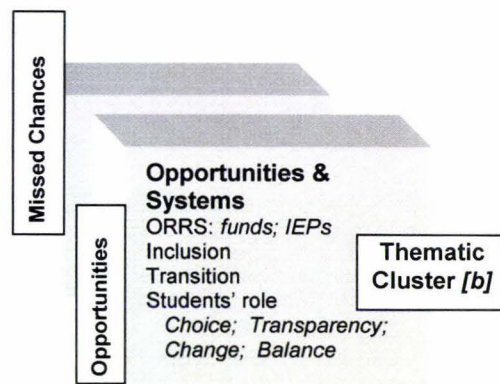 Missed Chances
Opportunities
Opportunities &
Systems
ORRS: funds; IEPs
Inclusion
Transition
Students' role
Choice; Transparency;
Change; Balance
Thematic
Cluster [b]